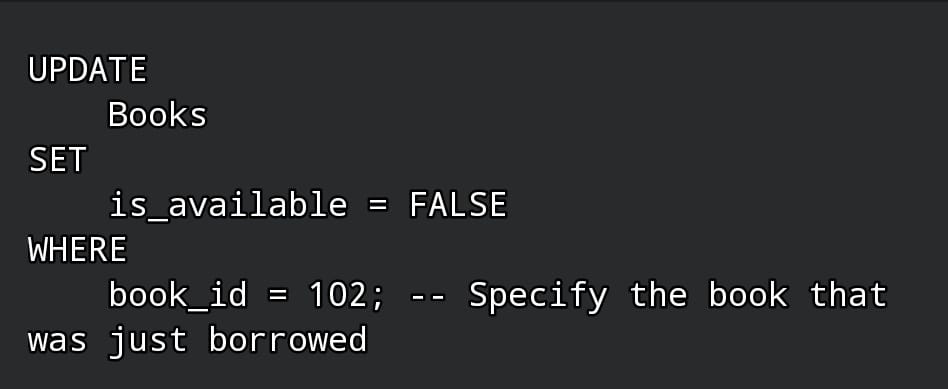 UPDATE
    Books
SET
    is_available = FALSE
WHERE
    book_id = 102; -- Specify the book that
was just borrowed